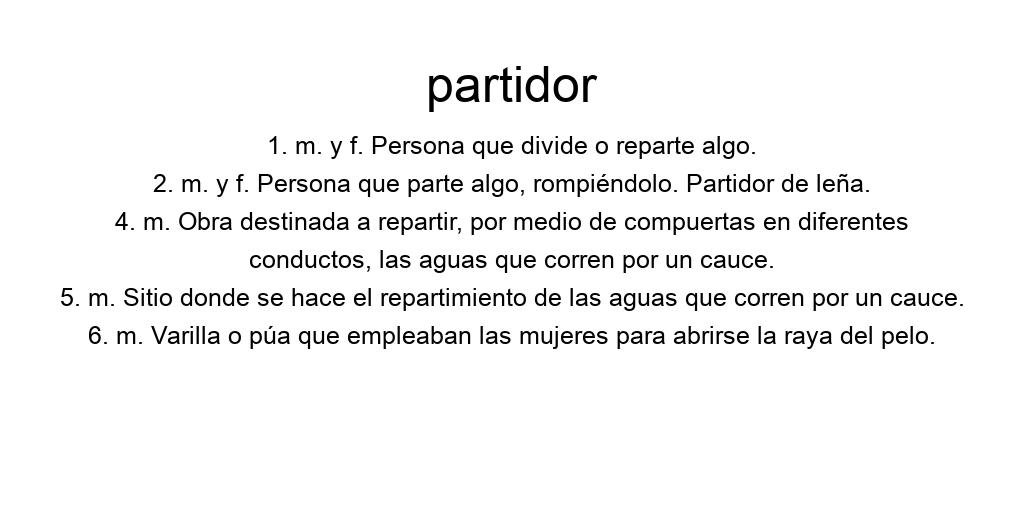 partidor
1. m. y f. Persona que divide o reparte algo.
2. m. y f. Persona que parte algo, rompiéndolo. Partidor de leña.
4. m. Obra destinada a repartir, por medio de compuertas en diferentes
conductos, las aguas que corren por un cauce.
5. m. Sitio donde se hace el repartimiento de las aguas que corren por un cauce.
6. m. Varilla o púa que empleaban las mujeres para abrirse la raya del pelo.